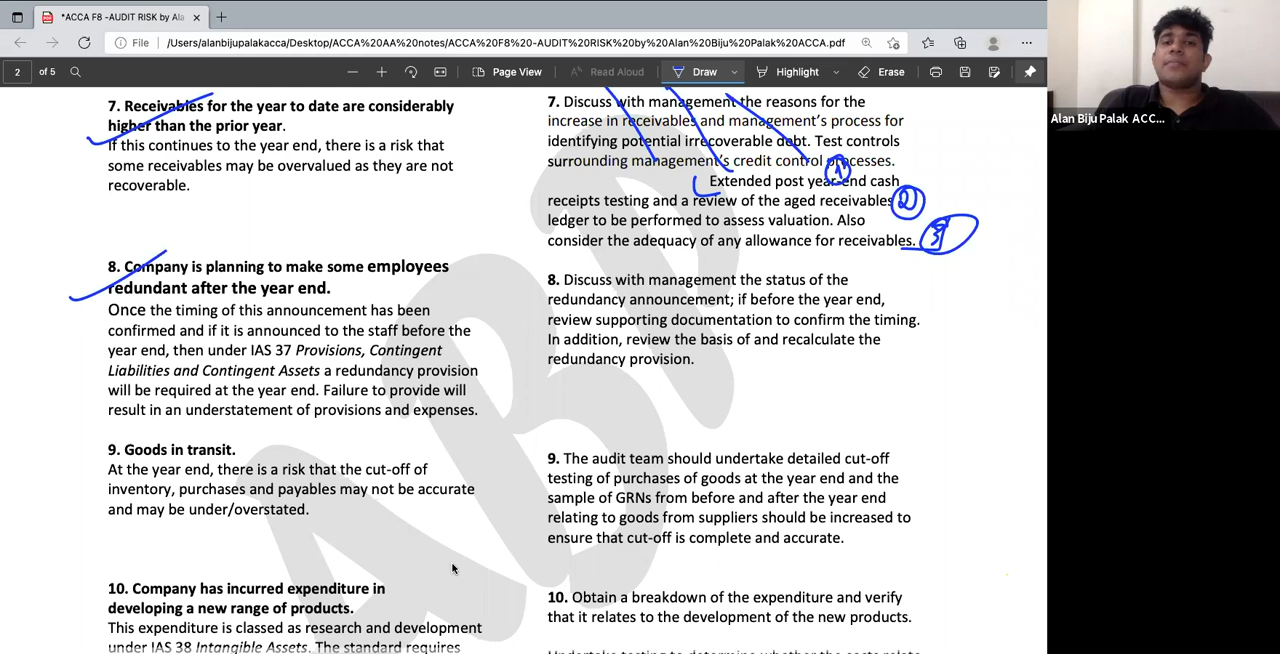 *ACCA F8 -AUDIT RISK by Ala
File
/Users/alanbijupalakacca/Desktop/ACCA%20AA%20notes/ACCA%20F8%20-AUDIT%20RISK%20by%20Alan%20Biju%20Palak%20ACCA.pdf
2 of 5
Page View
Read Aloud
Draw
Highlight
Erase
Alan Biju Palak ACC...
7. Receivables for the year to date are considerably
higher than the prior year.
If this continues to the year end, there is a risk that
some receivables may be overvalued as they are not
recoverable.
8. Company is planning to make some employees
redundant after the year end.
Once the timing of this announcement has been
confirmed and if it is announced to the staff before the
year end, then under IAS 37 Provisions, Contingent
Liabilities and Contingent Assets a redundancy provision
will be required at the year end. Failure to provide will
result in an understatement of provisions and expenses.
9. Goods in transit.
At the year end, there is a risk that the cut-off of
inventory, purchases and payables may not be accurate
and may be under/overstated.
10. Company has incurred expenditure in
developing a new range of products.
This expenditure is classed as research and development
under IAS 38 Intangible Assets. The standard requires
7. Discuss with management the reasons for the
increase in receivables and management's process for
identifying potential irrecoverable debt. Test controls
surrounding management's credit control processes.
1
Extended post year-end cash
receipts testing and a review of the aged receivables
2
ledger to be performed to assess valuation. Also
consider the adequacy of any allowance for receivables.
3
8. Discuss with management the status of the
redundancy announcement; if before the year end,
review supporting documentation to confirm the timing.
In addition, review the basis of and recalculate the
redundancy provision.
9. The audit team should undertake detailed cut-off
testing of purchases of goods at the year end and the
sample of GRNs from before and after the year end
relating to goods from suppliers should be increased to
ensure that cut-off is complete and accurate.
10. Obtain a breakdown of the expenditure and verify
that it relates to the development of the new products.
Undertake testing to determine whether the costs relate
ABP